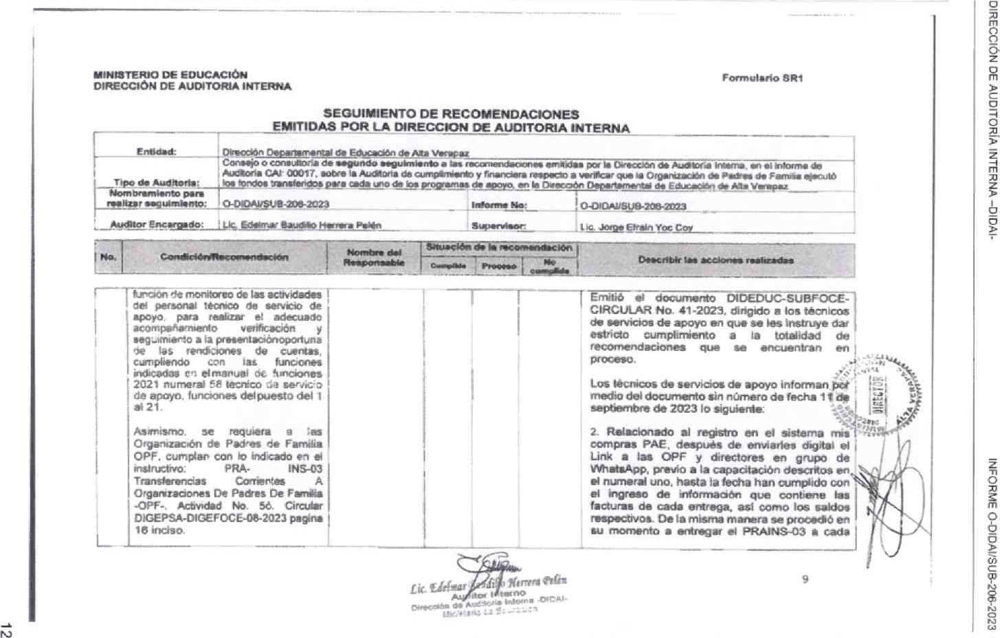 MINISTERIO DE EDUCACIÓN
DIRECCIÓN DE AUDITORIA INTERNA
Formulario SR1
SEGUIMIENTO DE RECOMENDACIONES
EMITIDAS POR LA DIRECCION DE AUDITORIA INTERNA
Entidad:
Dirección Departamental de Educación de Alta Verapaz
Tipo de Auditoría:
Consejo o consultoría de segundo seguimiento a las recomendaciones emitidas por la Dirección de Auditoría Interna, en el Informe de
Auditoría CAI: 00017, sobre la Auditoria de cumplimiento y financiera respecto a verificar que la Organización de Padres de Familia ejecutó
los fondos transferidos para cada uno de los programas de apoyo, en la Dirección Departamental de Educación de Alta Verapaz
Nombramiento para
realizar seguimiento:
O-DIDAI/SUB-206-2023
Informe No:
O-DIDAI/SUB-206-2023
Auditor Encargado:
Lic. Edelmar Baudilio Herrera Pelén
Supervisor:
Lic. Jorge Efraín Yoc Coy
No.
Condición/Recomendación
Nombre del
Responsable
Situación de la recomendación
Cumplida
Proceso
No
cumplida
Describir las acciones realizadas
función de monitoreo de las actividades
del personal técnico de servicio de
apoyo, para realizar el adecuado
acompañamiento verificación y
seguimiento a la presentaciónoportuna
de las rendiciones de cuentas,
cumpliendo con las funciones
indicadas en elmanual de funciones
2021 numeral 58 técnico de servicio
de apoyo, funciones delpuesto del 1
al 21.
Asimismo, se requiera a las
Organización de Padres de Familia
OPF, cumplan con lo indicado en el
instructivo: PRA- INS-03
Transferencias Corrientes A
Organizaciones De Padres De Familia
-OPF-, Actividad No. 56. Circular
DIGEPSA-DIGEFOCE-08-2023 pagina
16 inciso.
Emitió el documento DIDEDUC-SUBFOCE-
CIRCULAR No. 41-2023, dirigido a los técnicos
de servicios de apoyo en que se les instruye dar
estricto cumplimiento a la totalidad de
recomendaciones que se encuentran en
proceso.
Los técnicos de servicios de apoyo informan por
medio del documento sin número de fecha 11 de
septiembre de 2023 lo siguiente:
2. Relacionado al registro en el sistema mis
compras PAE, después de enviarles digital el
Link a las OPF y directores en grupo de
WhatsApp, previo a la capacitación descritos en
el numeral uno, hasta la fecha han cumplido con
el ingreso de información que contiene las
facturas de cada entrega, así como los saldos
respectivos. De la misma manera se procedió en
su momento a entregar el PRAINS-03 a cada
DIRECTOR
ALTA VERAPAZ
Lic. Edelmar Baudilio Herrera Pelén
Auditor Interno
Dirección de Auditoría Interna -DIDAI-
Ministerio de Educación
9
DIRECCIÓN DE AUDITORÍA INTERNA –DIDAI-
INFORME O-DIDAI/SUB-206-2023
12